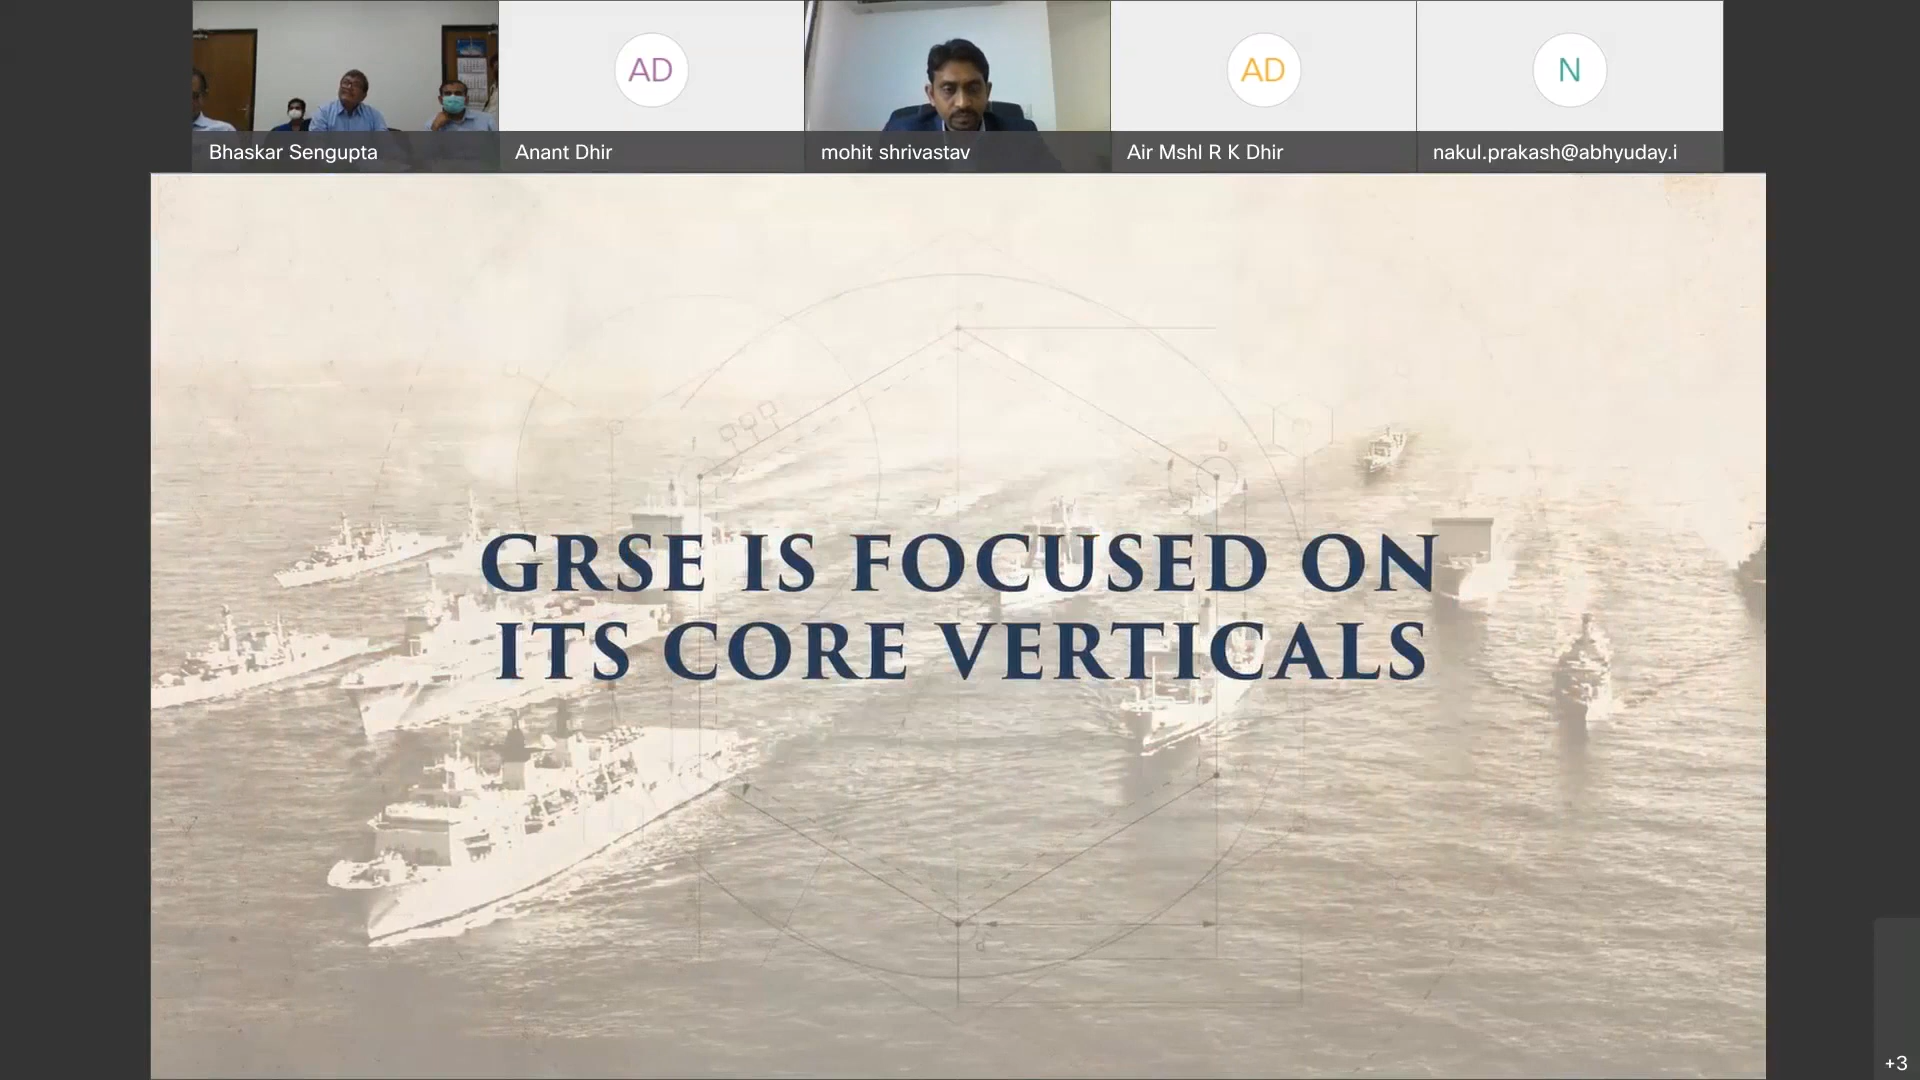 AD
AD
N
Bhaskar Sengupta
Anant Dhir
mohit shrivastav
Air Mshl R K Dhir
nakul.prakash@abhyuday.i
GRSE IS FOCUSED ON
ITS CORE VERTICALS
b
d
+3